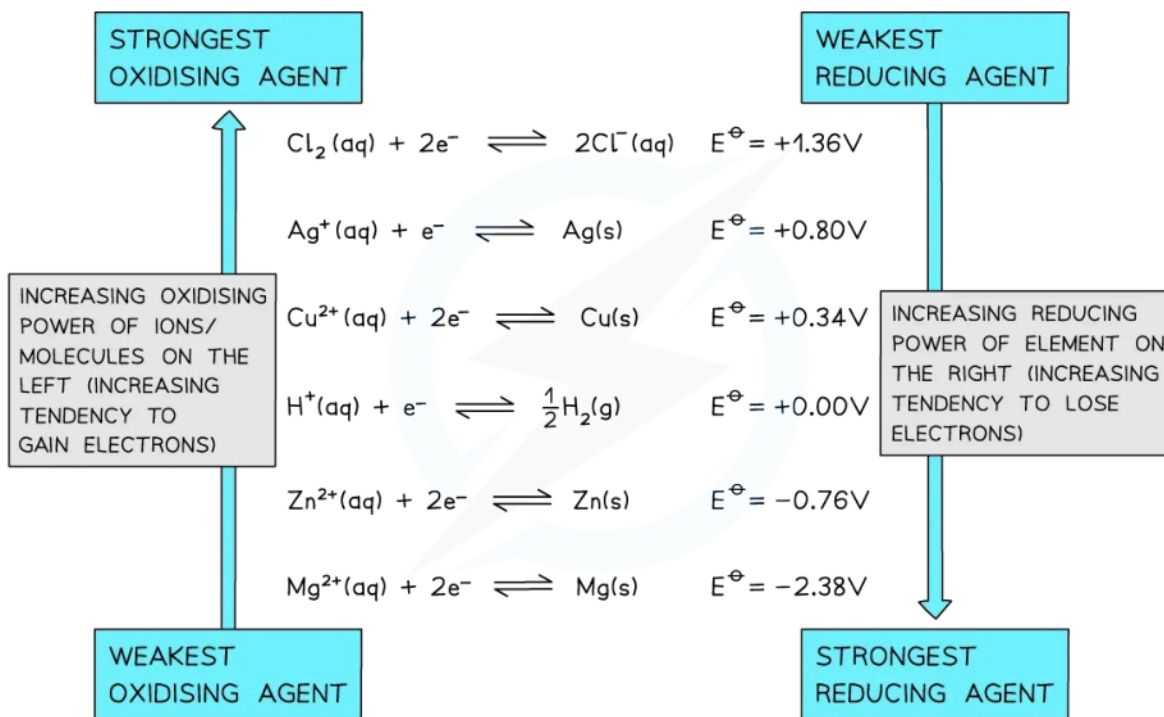 STRONGEST
OXIDISING AGENT
WEAKEST
REDUCING AGENT
Cl₂(aq) + 2e⁻ ⇌ 2Cl⁻(aq) E⦵ = +1.36V
Ag⁺(aq) + e⁻ ⇌ Ag(s) E⦵ = +0.80V
INCREASING OXIDISING
POWER OF IONS/
MOLECULES ON THE
LEFT (INCREASING
TENDENCY TO
GAIN ELECTRONS)
Cu²⁺(aq) + 2e⁻ ⇌ Cu(s) E⦵ = +0.34V
H⁺(aq) + e⁻ ⇌ ½H₂(g) E⦵ = +0.00V
INCREASING REDUCING
POWER OF ELEMENT ON
THE RIGHT (INCREASING
TENDENCY TO LOSE
ELECTRONS)
Zn²⁺(aq) + 2e⁻ ⇌ Zn(s) E⦵ = −0.76V
Mg²⁺(aq) + 2e⁻ ⇌ Mg(s) E⦵ = −2.38V
WEAKEST
OXIDISING AGENT
STRONGEST
REDUCING AGENT